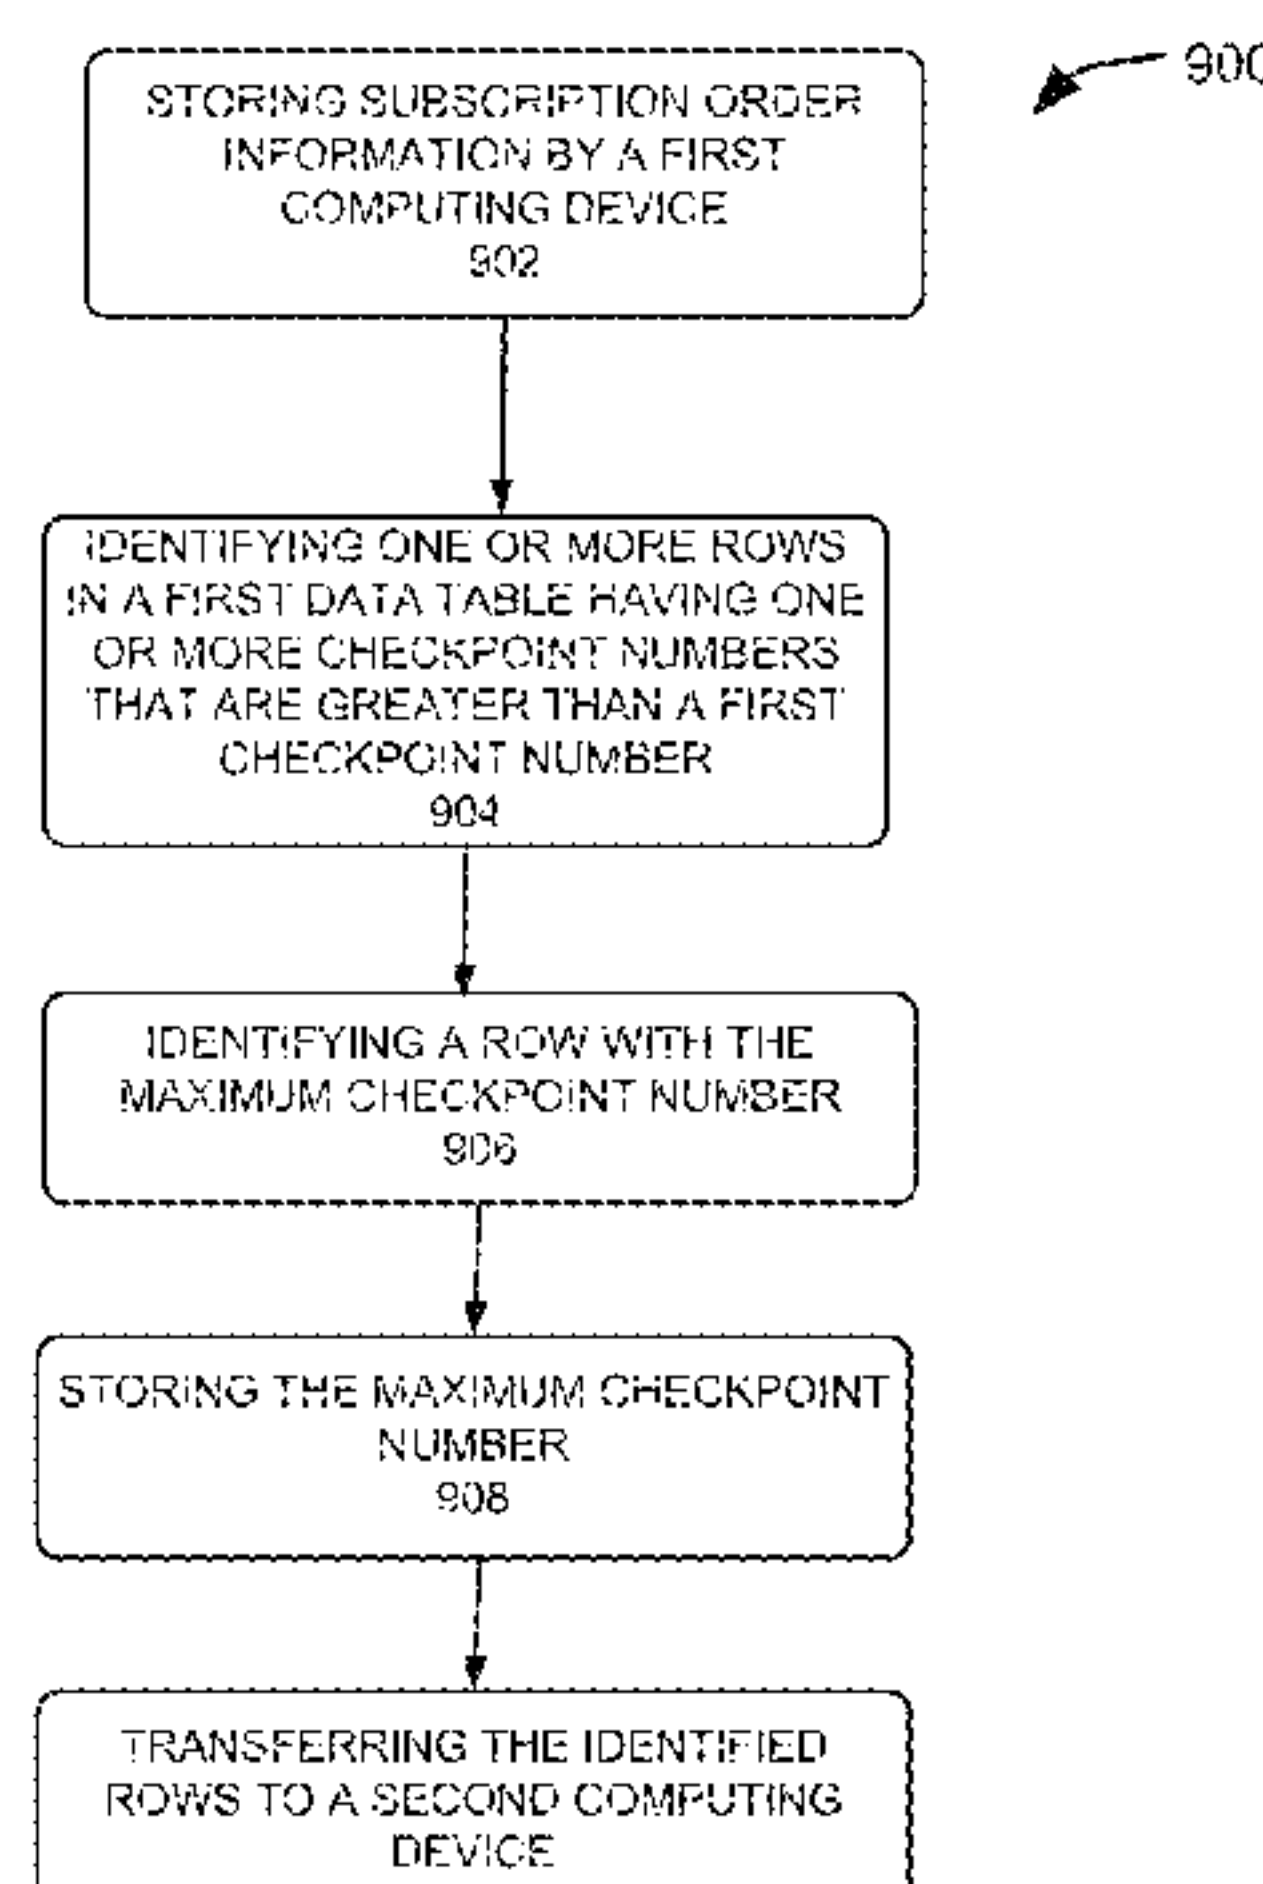 900
STORING SUBSCRIPTION ORDER
INFORMATION BY A FIRST
COMPUTING DEVICE
902
IDENTIFYING ONE OR MORE ROWS
IN A FIRST DATA TABLE HAVING ONE
OR MORE CHECKPOINT NUMBERS
THAT ARE GREATER THAN A FIRST
CHECKPOINT NUMBER
904
IDENTIFYING A ROW WITH THE
MAXIMUM CHECKPOINT NUMBER
906
STORING THE MAXIMUM CHECKPOINT
NUMBER
908
TRANSFERRING THE IDENTIFIED
ROWS TO A SECOND COMPUTING
DEVICE